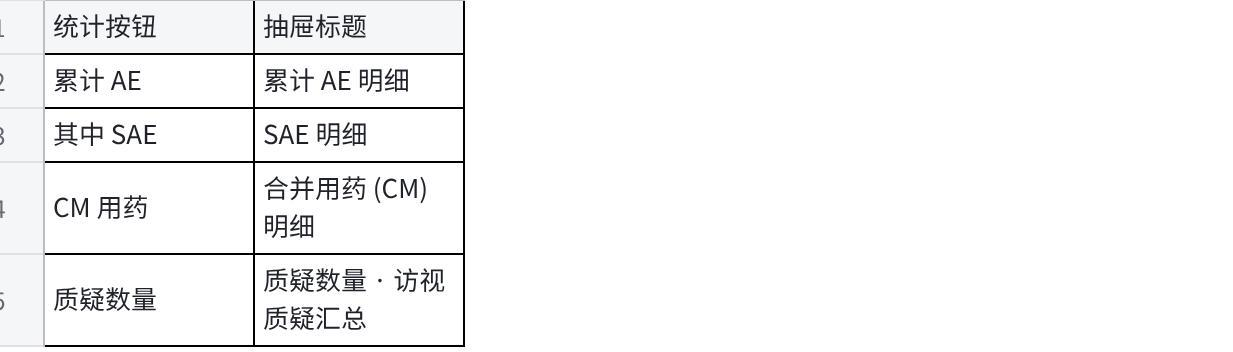 统计按钮 抽屉标题
2 累计 AE 累计 AE 明细
3 其中 SAE SAE 明细
4 CM 用药 合并用药 (CM)
明细
5 质疑数量 质疑数量 · 访视
质疑汇总